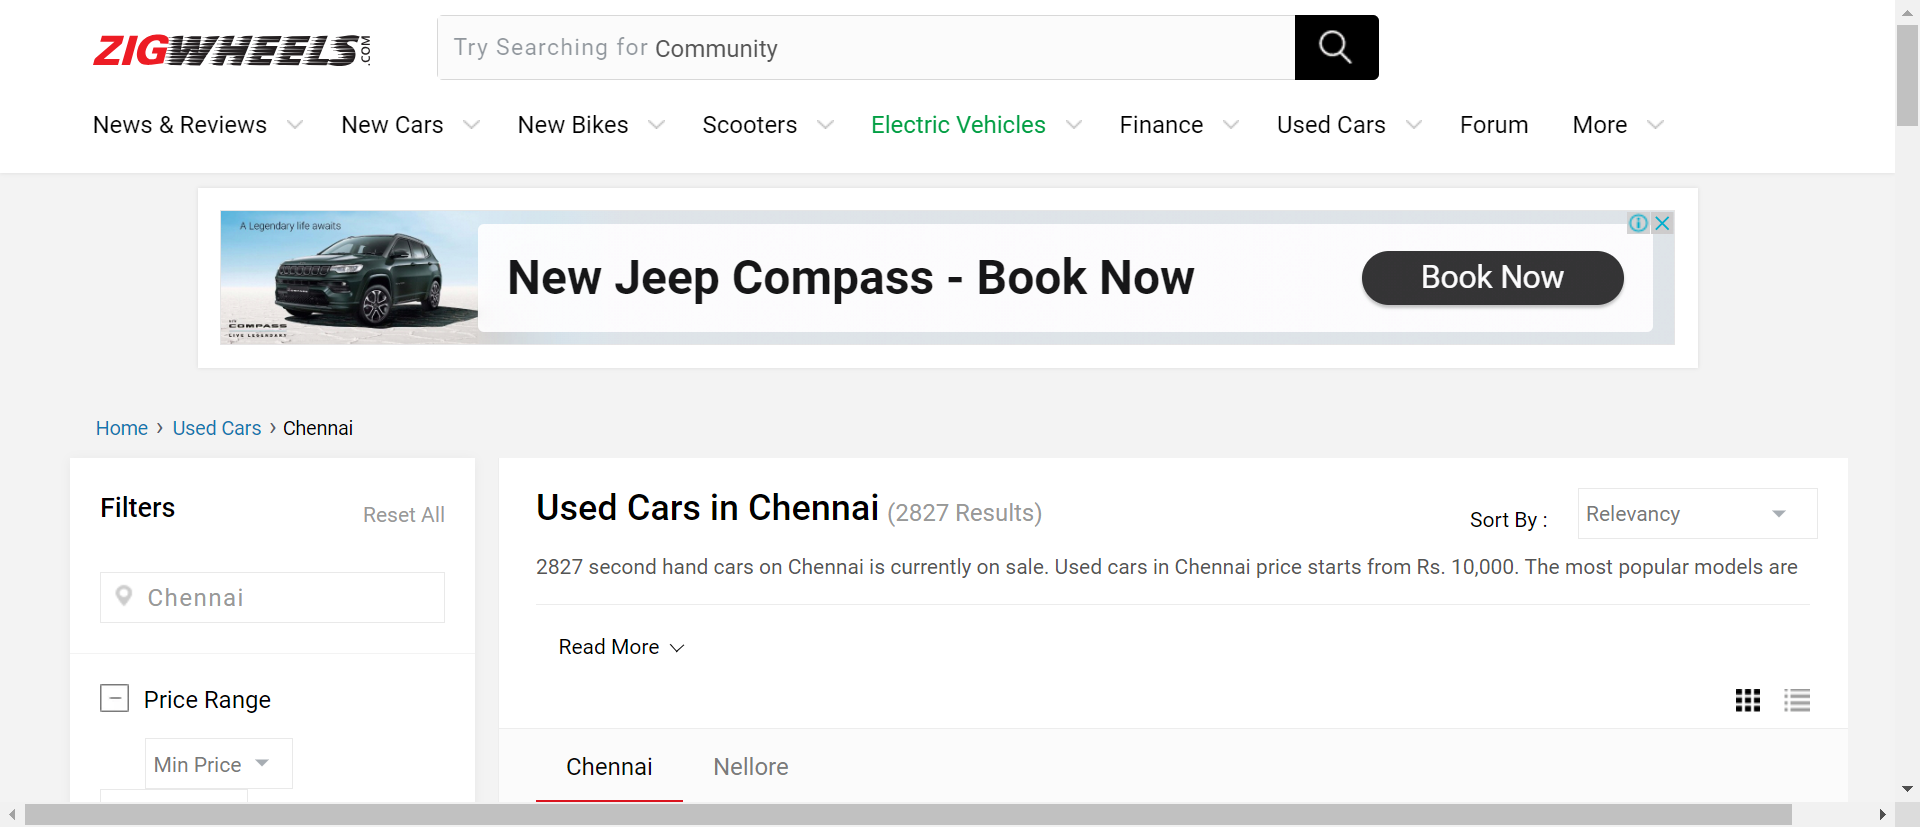 ZIGWHEELS.COM
Try Searching for Community
News & Reviews New Cars New Bikes Scooters Electric Vehicles Finance Used Cars Forum More
A Legendary life awaits
New Jeep Compass - Book Now
Book Now
COMPASS
Home › Used Cars › Chennai
Filters
Reset All
Chennai
Price Range
Min Price
Used Cars in Chennai (2827 Results)
Sort By :
Relevancy
2827 second hand cars on Chennai is currently on sale. Used cars in Chennai price starts from Rs. 10,000. The most popular models are
Read More
Chennai Nellore